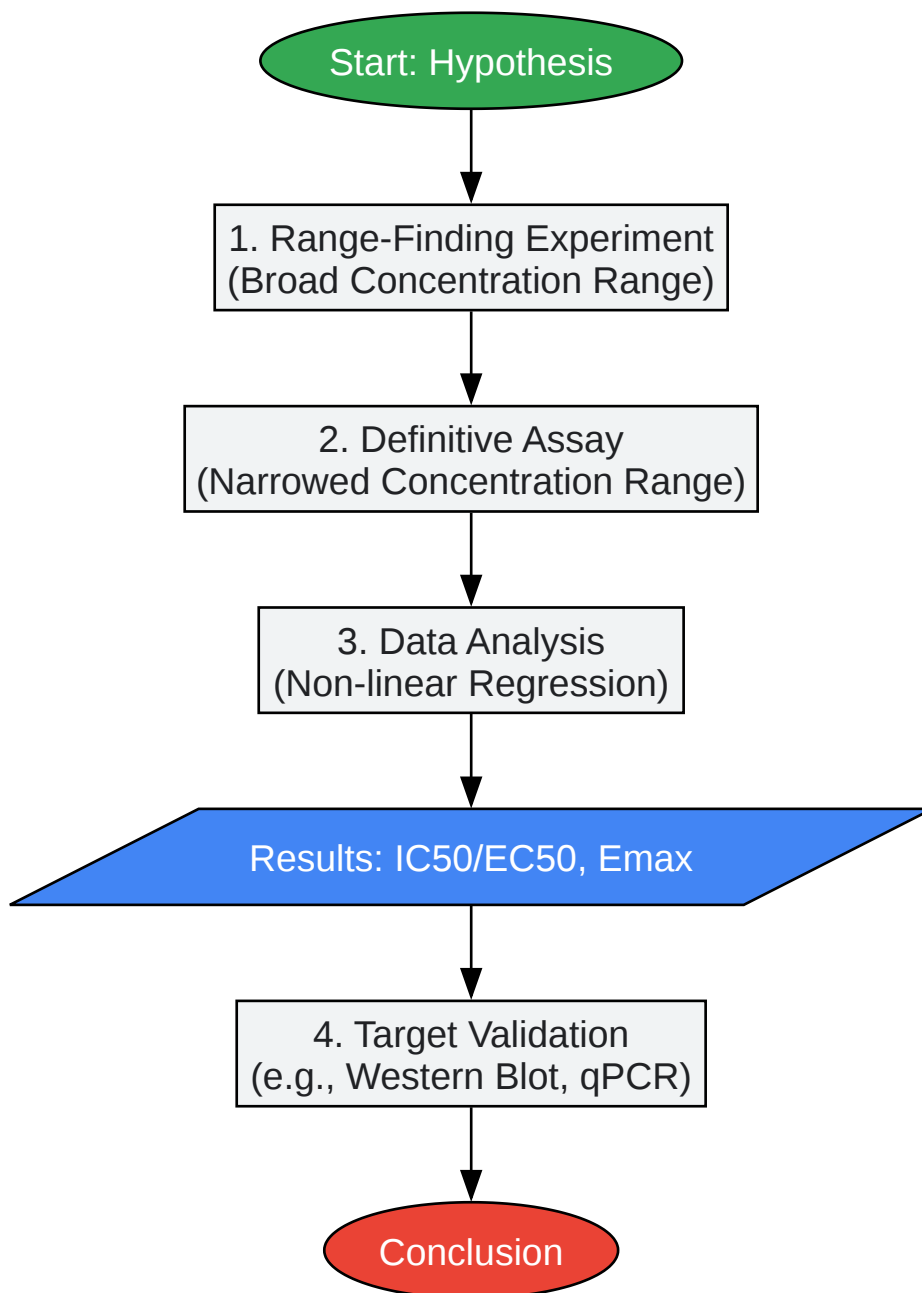 Start: Hypothesis
1. Range-Finding Experiment
(Broad Concentration Range)
2. Definitive Assay
(Narrowed Concentration Range)
3. Data Analysis
(Non-linear Regression)
Results: IC50/EC50, Emax
4. Target Validation
(e.g., Western Blot, qPCR)
Conclusion